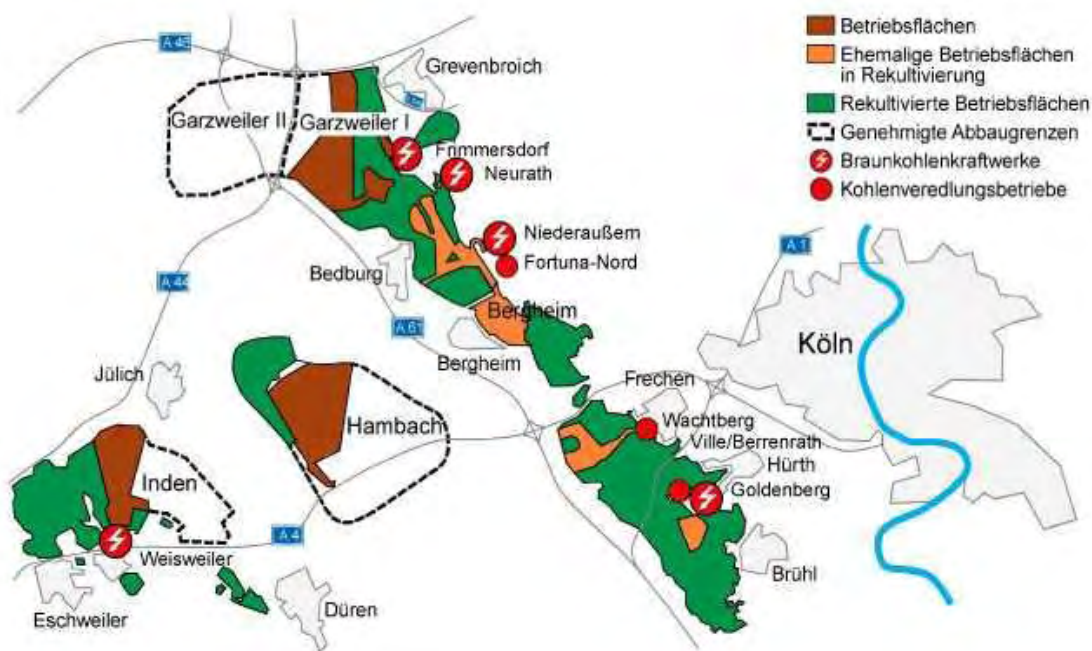 Betriebsflächen
Ehemalige Betriebsflächen
in Rekultivierung
Rekultivierte Betriebsflächen
Genehmigte Abbaugrenzen
Braunkohlenkraftwerke
Kohlenveredlungsbetriebe
A 46
Grevenbroich
Garzweiler II
Garzweiler I
Frimmersdorf
Neurath
Niederaußem
Fortuna-Nord
A 1
Bedburg
A 44
A 61
Bergheim
Bergheim
Köln
Jülich
Frechen
Hambach
Wachtberg
Ville/Berrenrath
Hürth
Inden
Goldenberg
A 4
Weisweiler
Brühl
Eschweiler
Düren